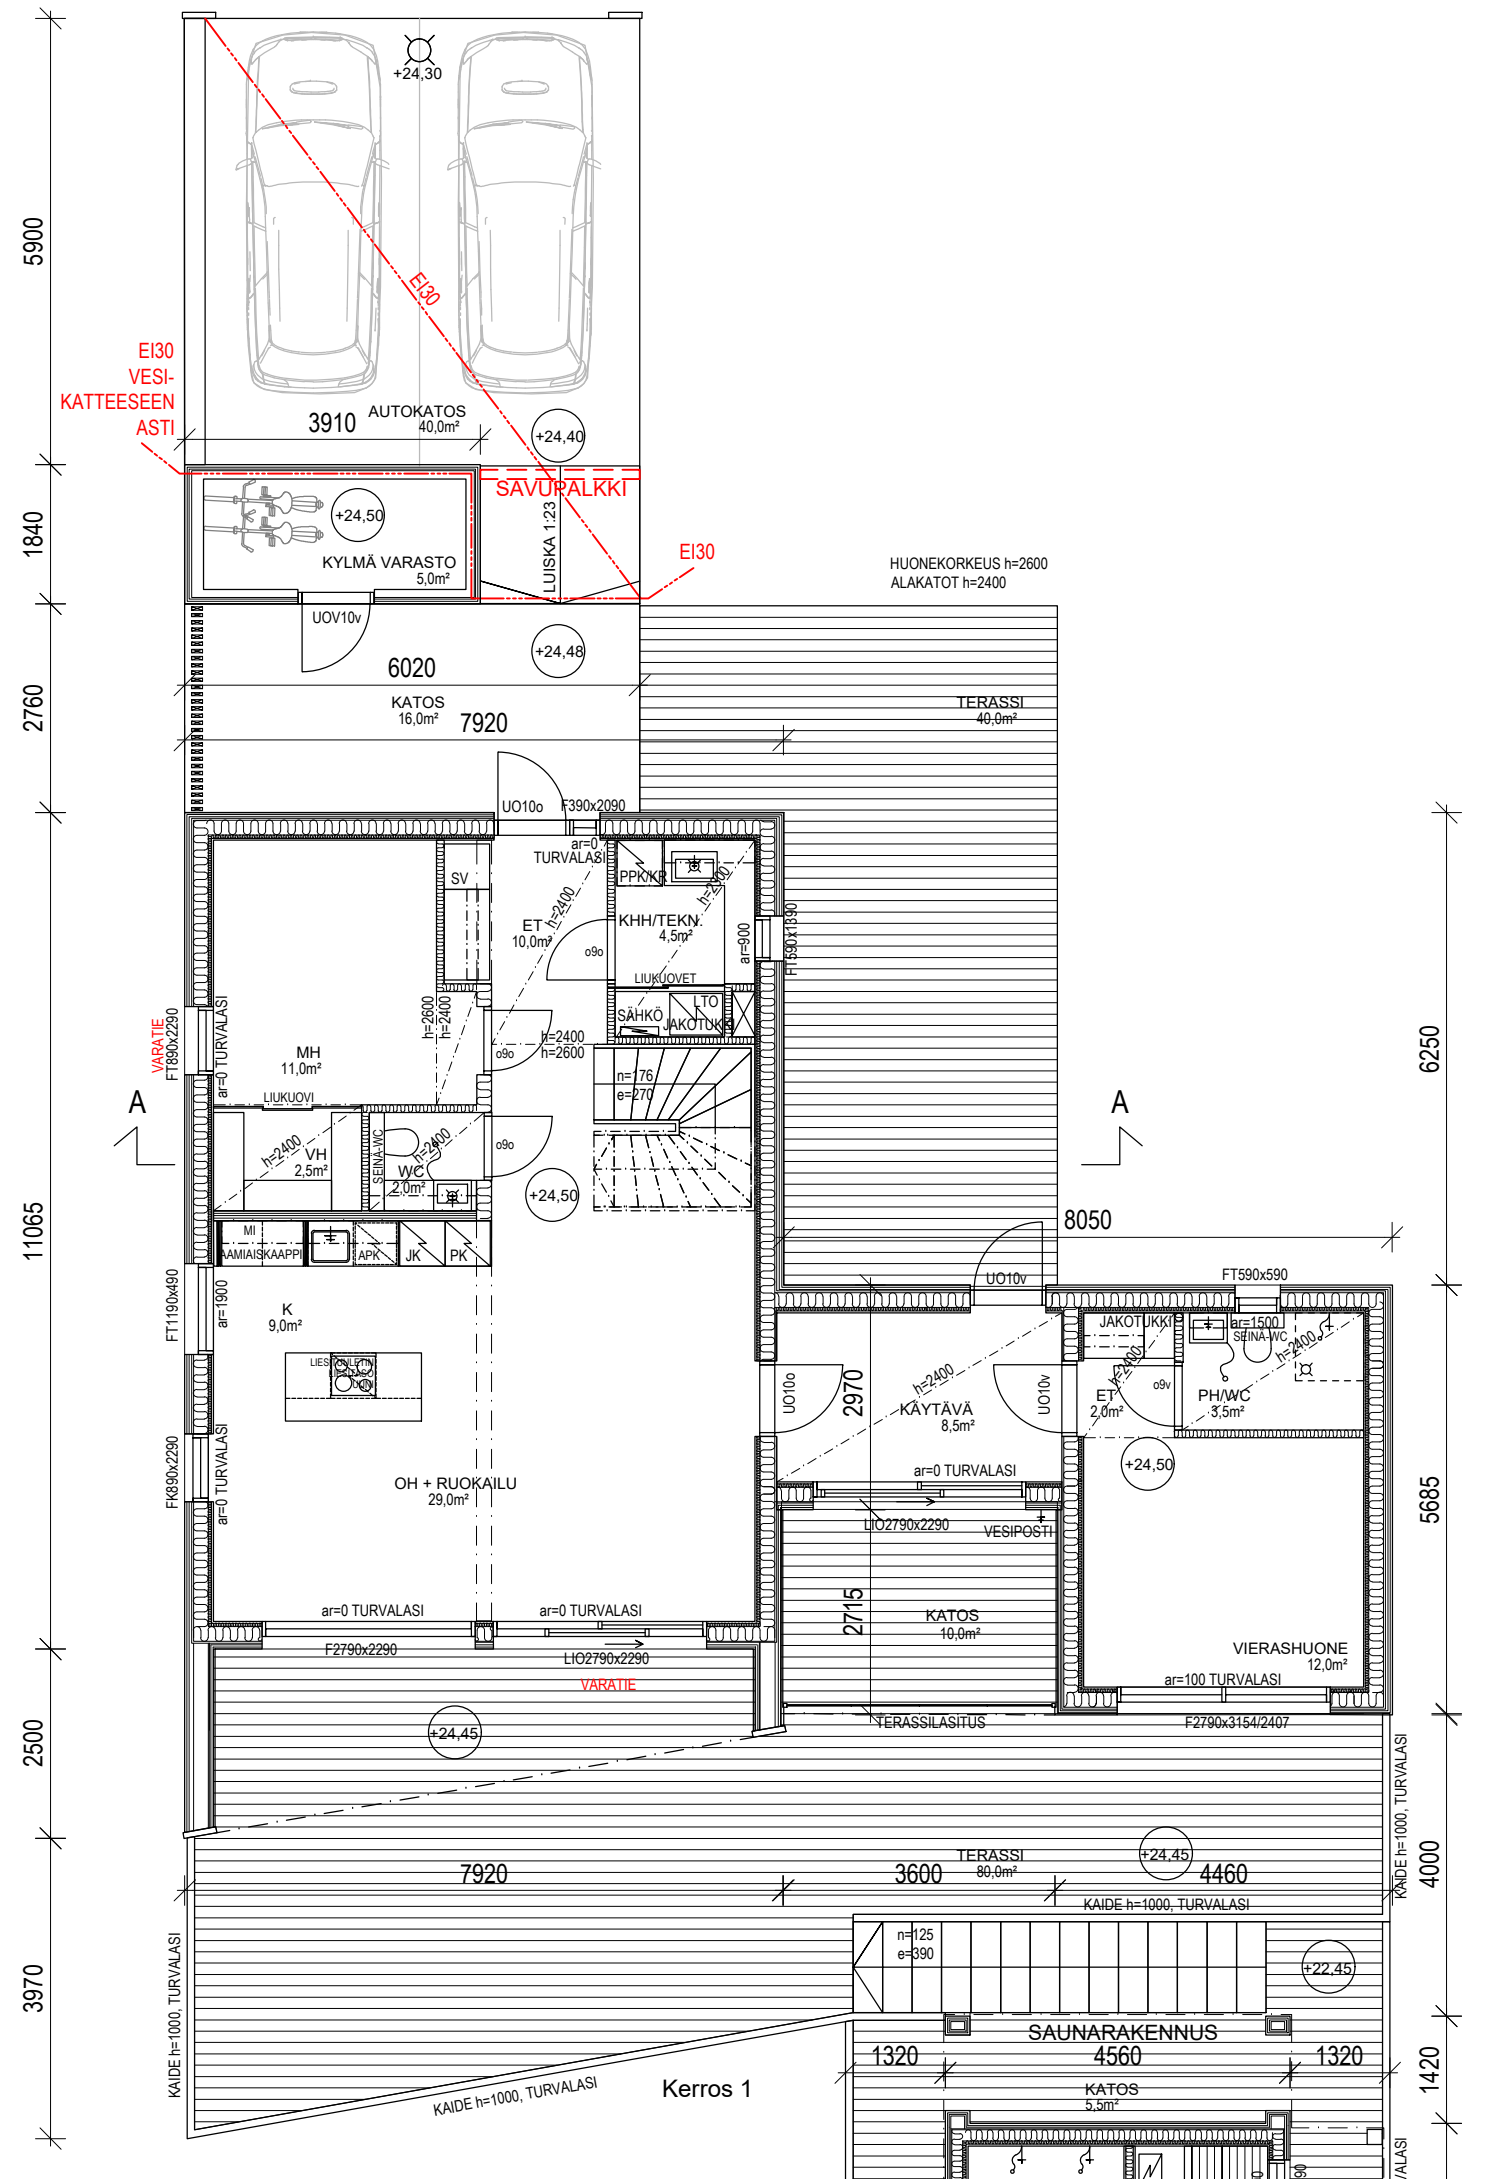 +24,30
5900
EI30
EI30
VESI-
KATTEESEEN
ASTI
3910
AUTOKATOS
40,0m²
+24,40
SAVUPALKKI
LUISKA 1:23
+24,50
KYLMÄ VARASTO
5,0m²
1840
EI30
HUONEKORKEUS h=2600
ALAKATOT h=2400
UOV10v
+24,48
6020
KATOS
16,0m²
7920
2760
TERASSI
40,0m²
UO10o
F390x2090
ar=0
TURVALASI
SV
PPK/KR
h=2300
h=2400
ET
10,0m²
KHH/TEKN.
4,5m²
o9o
ar=900
FT590x1390
LIUKUOVET
SÄHKÖ
LTO
JAKOTUKKI
h=2600
h=2400
h=2400
h=2600
o9o
VARATIE
FT890x2290
ar=0 TURVALASI
MH
11,0m²
n=176
e=270
6250
A
A
LIUKUOVI
h=2400
VH
2,5m²
SEINÄ-WC
h=2400
WC
2,0m²
o9o
+24,50
11065
8050
MI
AAMIAISKAAPPI
APK
JK
PK
UO10v
FT590x590
FT1190x490
ar=1900
K
9,0m²
LIESITUULETIN
LIESITASO
UUNI
JAKOTUKKI
ar=1500
SEINÄ-WC
h=2400
h=2400
h=2400
UO10o
2970
KÄYTÄVÄ
8,5m²
UO10v
ET
2,0m²
o9v
PH/WC
3,5m²
+24,50
FK890x2290
ar=0 TURVALASI
OH + RUOKAILU
29,0m²
ar=0 TURVALASI
LIO2790x2290
VESIPOSTI
5685
2715
KATOS
10,0m²
ar=0 TURVALASI
ar=0 TURVALASI
F2790x2290
LIO2790x2290
VARATIE
VIERASHUONE
12,0m²
ar=100 TURVALASI
TERASSILASITUS
F2790x3154/2407
+24,45
2500
KAIDE h=1000, TURVALASI
+24,45
TERASSI
80,0m²
7920
3600
4460
4000
KAIDE h=1000, TURVALASI
n=125
e=390
+22,45
3970
KAIDE h=1000, TURVALASI
SAUNARAKENNUS
1320
4560
1320
1420
KATOS
5,5m²
KAIDE h=1000, TURVALASI
Kerros 1